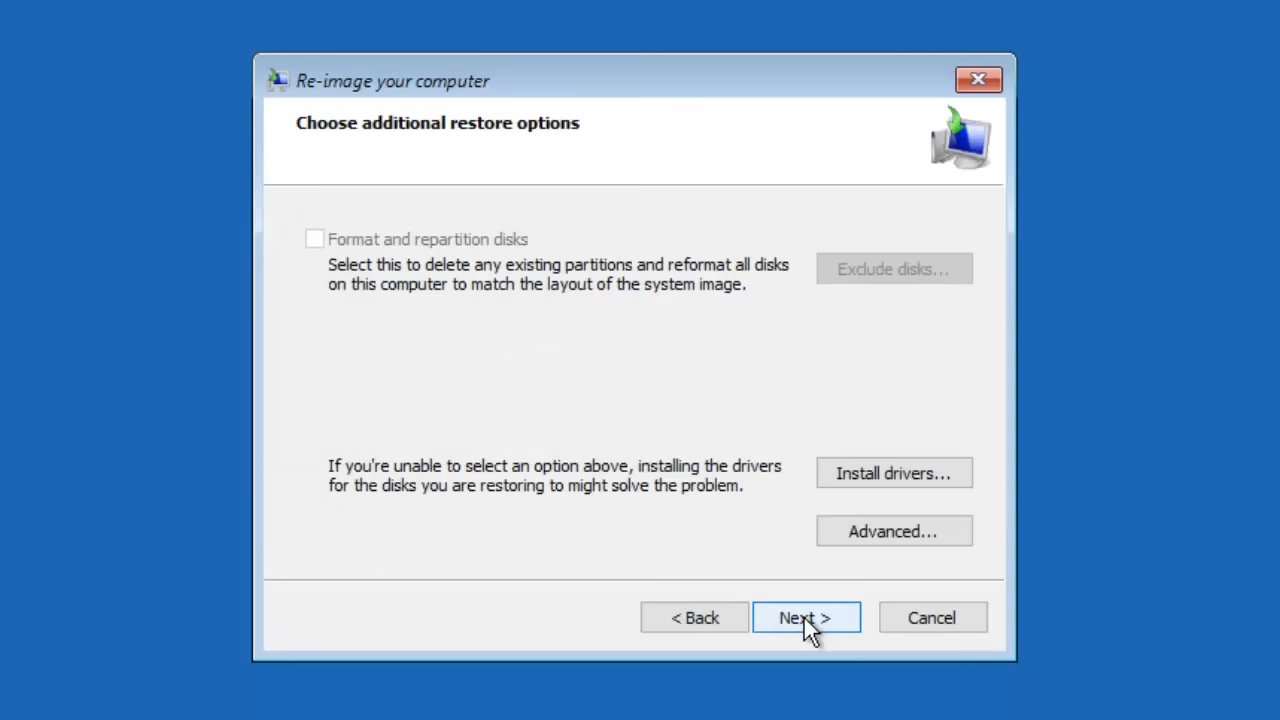 Re-image your computer
Choose additional restore options
Format and repartition disks
Select this to delete any existing partitions and reformat all disks
on this computer to match the layout of the system image.
Exclude disks...
If you're unable to select an option above, installing the drivers
for the disks you are restoring to might solve the problem.
Install drivers...
Advanced...
< Back
Next >
Cancel